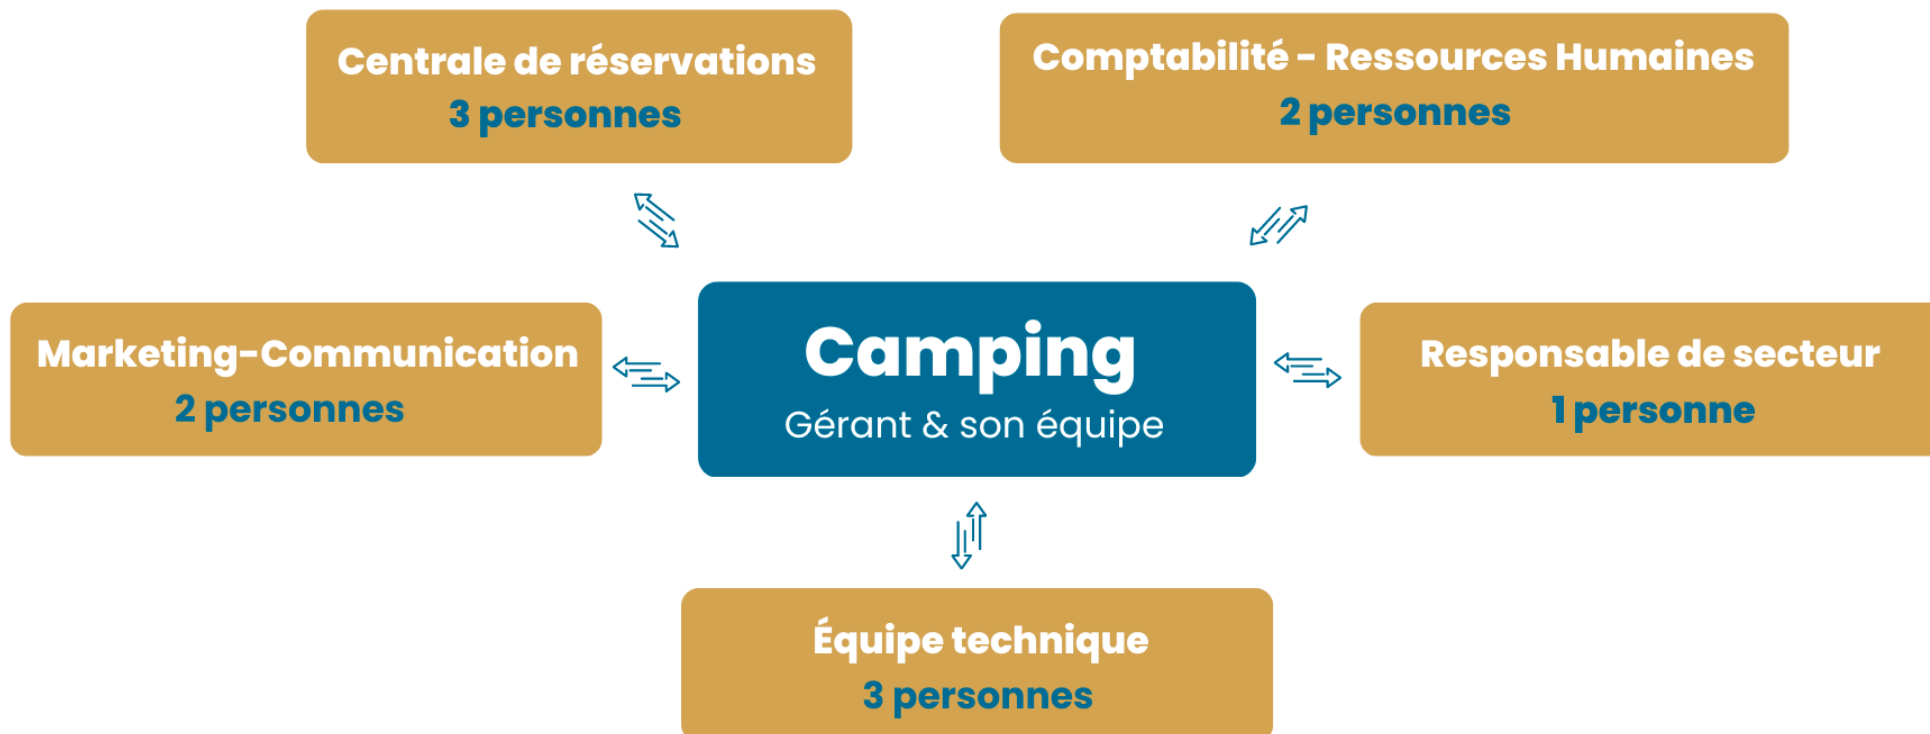 Centrale de réservations
3 personnes
Comptabilité - Ressources Humaines
2 personnes
Marketing-Communication
2 personnes
Camping
Gérant & son équipe
Responsable de secteur
1 personne
Équipe technique
3 personnes